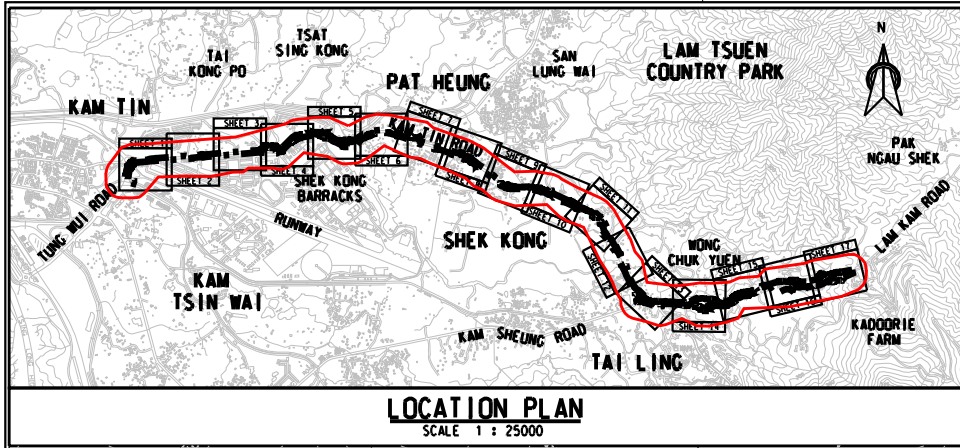 TSAT
SING KONG
TAI
KONG PO
SAN
LUNG WAI
LAM TSUEN
COUNTRY PARK
N
PAT HEUNG
KAM TIN
SHEET 3
SHEET 5
SHEET 7
KAM TIN ROAD
PAK
NGAU SHEK
SHEET
SHEET 2
SHEET 4
SHEET 6
SHEET 9
SHEK KONG
BARRACKS
SHEET 10
SHEET 11
TUNG WUI ROAD
RUNWAY
SHEK KONG
LAM KAM ROAD
WONG
CHUK YUEN
SHEET 12
SHEET
SHEET 15
SHEET 17
KAM
TSIN WAI
SHEET 14
KAM SHEUNG ROAD
TAI LING
KADOORIE
FARM
LOCATION PLAN
SCALE 1 : 25000